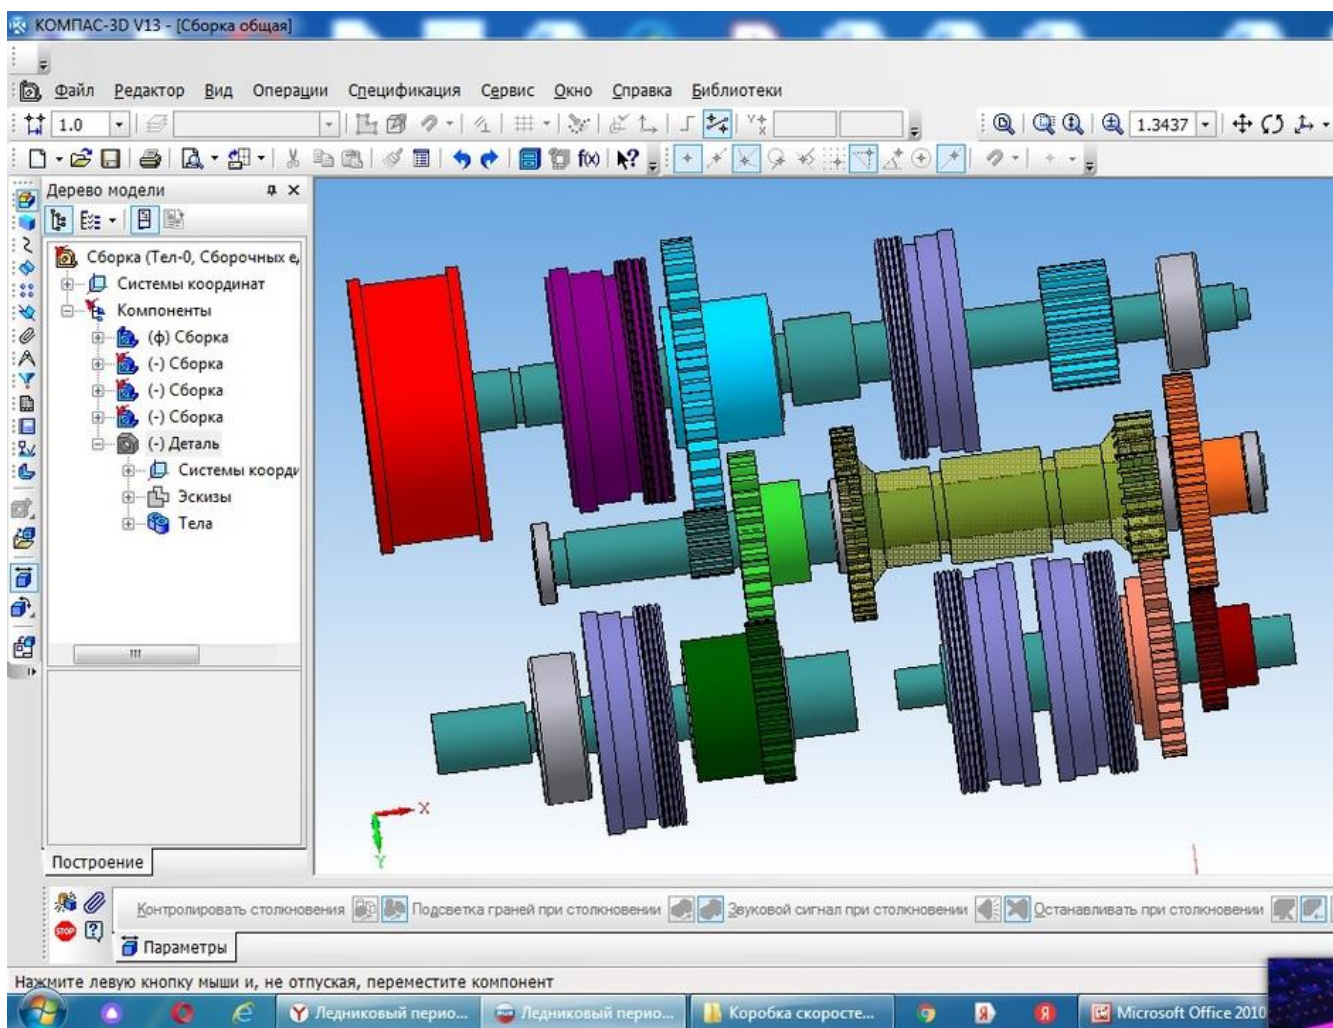 КОМПАС-3D V13 - [Сборка общая]
Файл Редактор Вид Операции Спецификация Сервис Окно Справка Библиотеки
1.0 1.3437
f(x)
Дерево модели
Сборка (Тел-0, Сборочных е,
Системы координат
Компоненты
(ф) Сборка
(-) Сборка
(-) Сборка
(-) Сборка
(-) Деталь
Системы коорди
Эскизы
Тела
X
Y
Построение
Контролировать столкновения Подсветка граней при столкновении Звуковой сигнал при столкновении Останавливать при столкновении
STOP
Параметры
Нажмите левую кнопку мыши и, не отпуская, переместите компонент
Ледниковый перио... Ледниковый перио... Коробка скоросте... Я Я Microsoft Office 2010